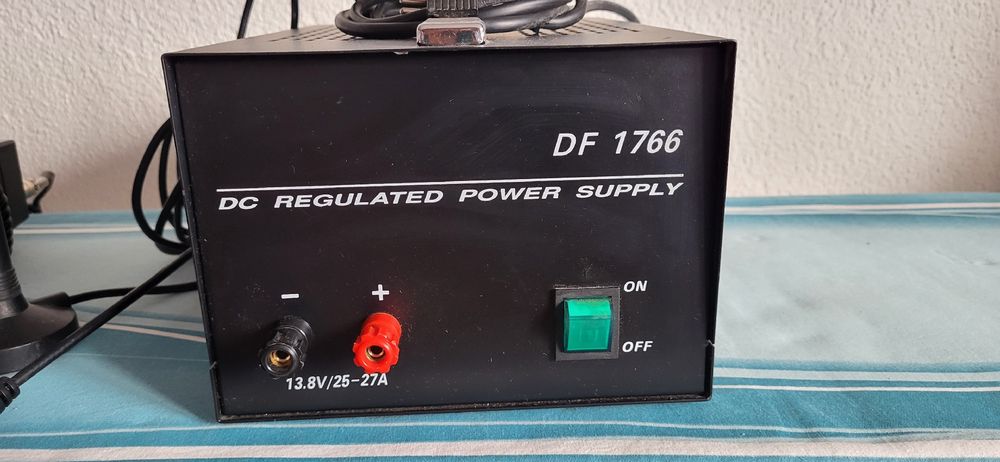 DF 1766
DC REGULATED POWER SUPPLY
− +
ON
OFF
13.8V/25-27A